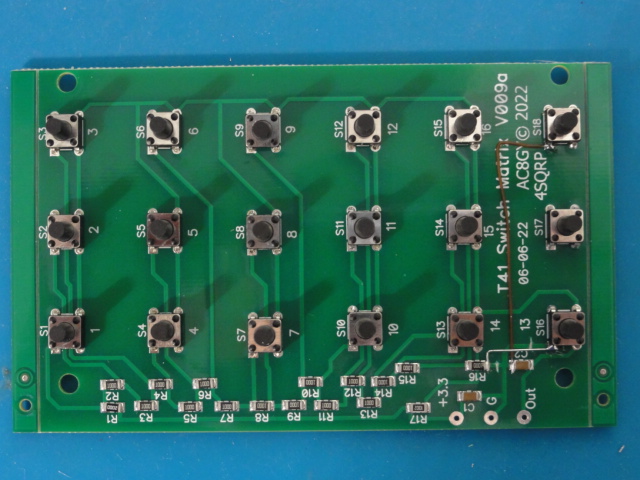 S3
3
S6
6
S9
9
S12
12
S15
16
S18
S2
2
S5
5
S8
8
S11
11
S14
15
S17
S1
1
S4
4
S7
7
S10
10
S13
14
13
S16
T41 Switch Matrix V009a
AC8GY © 2022
4SQRP
06-06-22
R2
R4
R6
R10
R12
R14
R15
R16
R1
R3
R5
R7
R8
R9
R11
R13
R17
+3.3
C1
G
Out